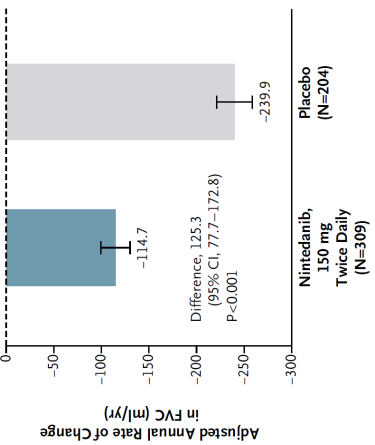 Adjusted Annual Rate of Change
in FVC (ml/yr)
0
−50
−100
−150
−200
−250
−300
−114.7
−239.9
Difference, 125.3
(95% CI, 77.7–172.8)
P<0.001
Nintedanib,
150 mg
Twice Daily
(N=309)
Placebo
(N=204)